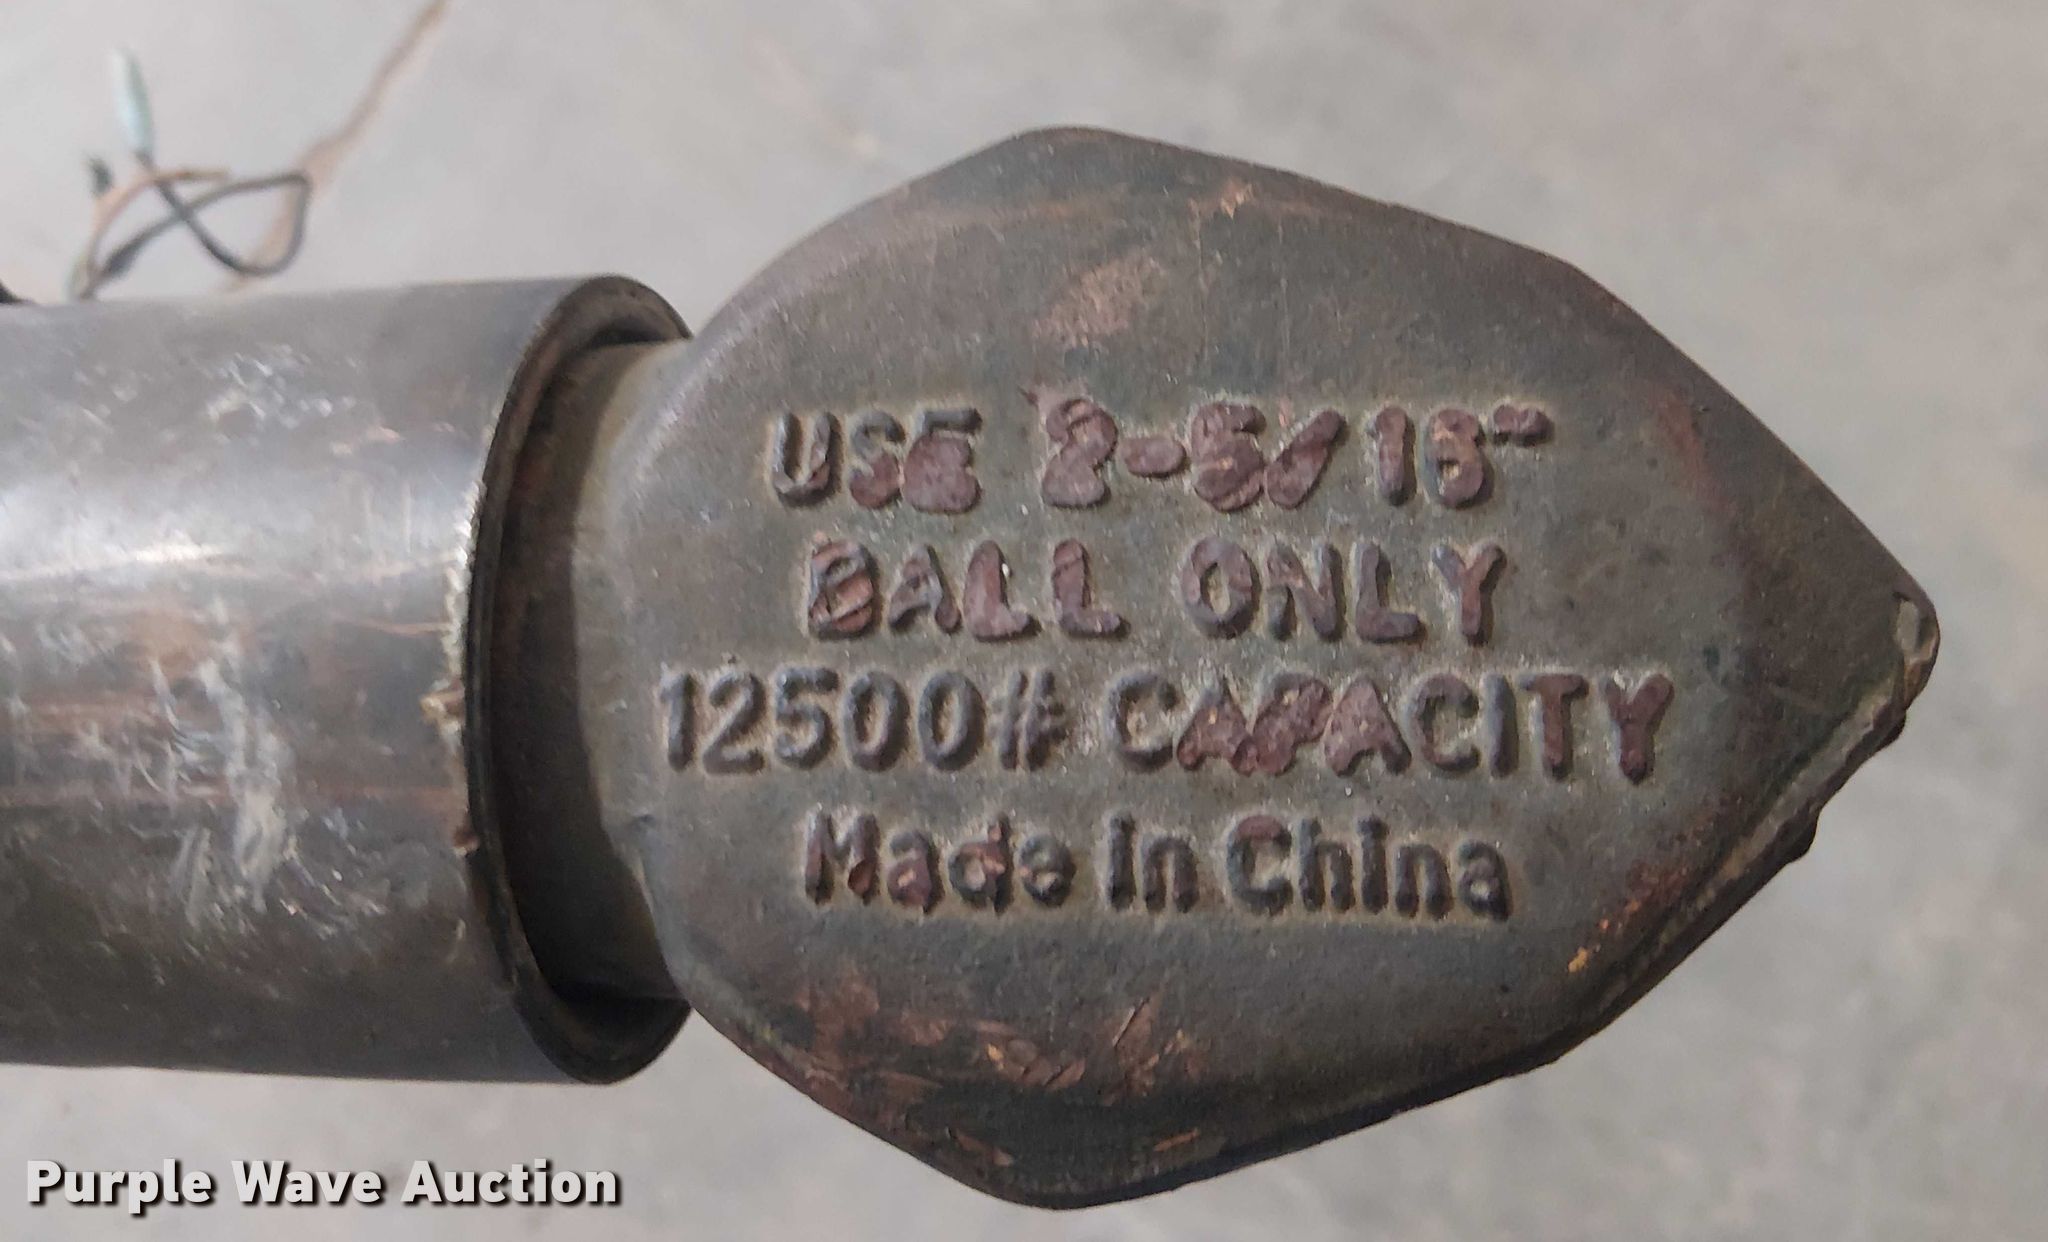 USE 2-5/16"
BALL ONLY
12500# CAPACITY
Made in China
Purple Wave Auction